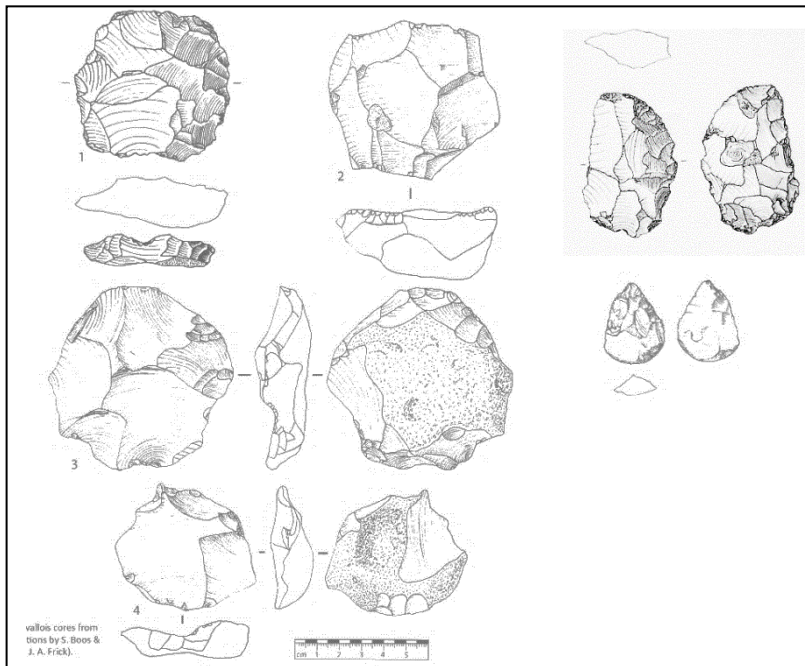 1
2
3
4
vallois cores from
tions by S. Boos &
J. A. Frick).
cm 1 2 3 4 5